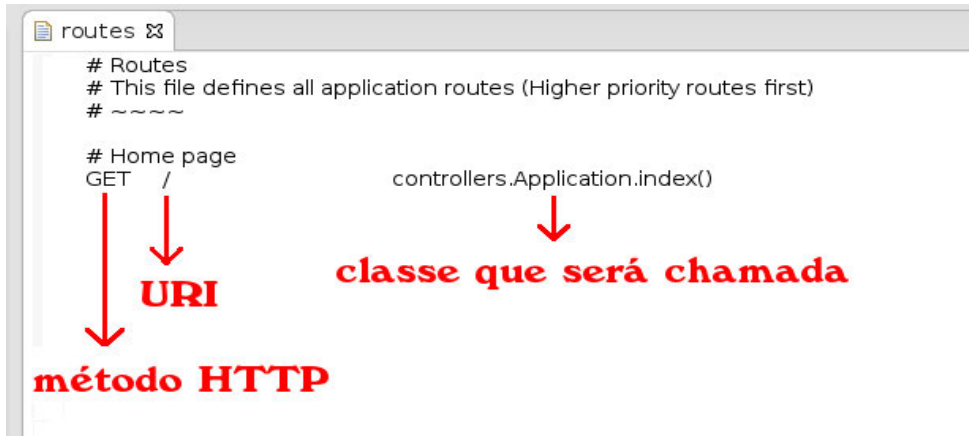 routes
# Routes
# This file defines all application routes (Higher priority routes first)
# ~~~~
# Home page
GET / controllers.Application.index()
classe que será chamada
URI
método HTTP